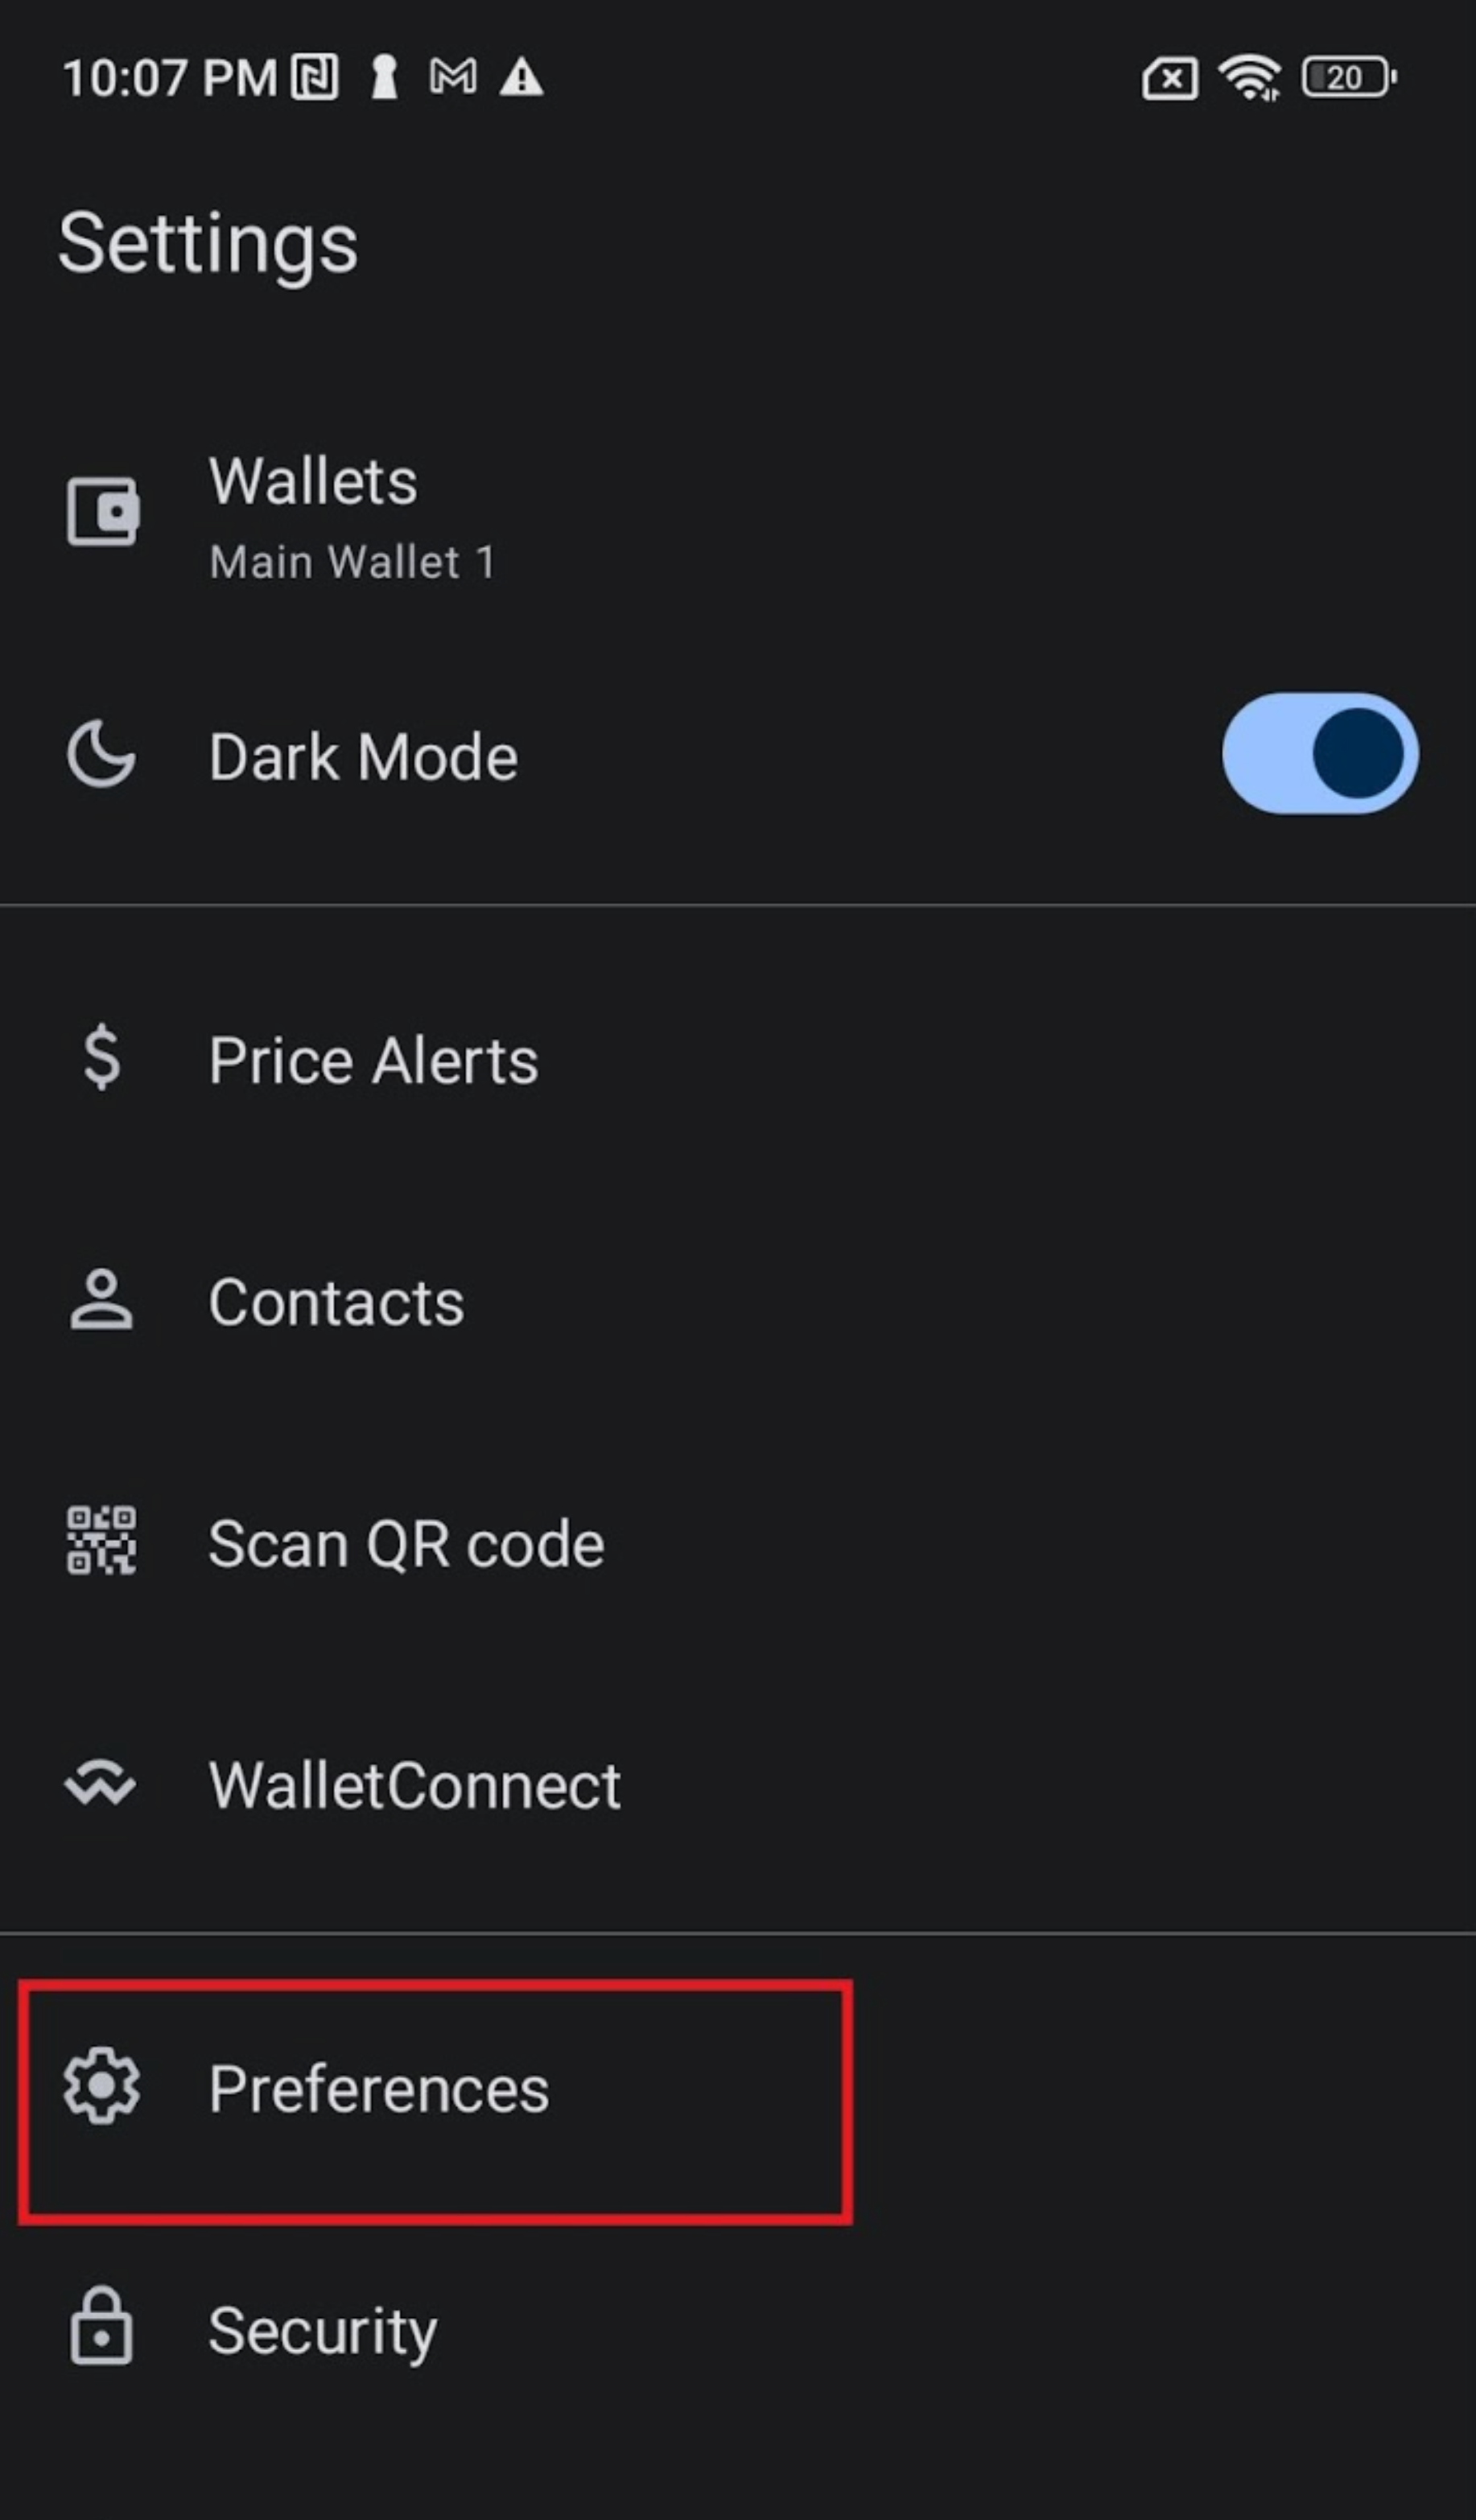 10:07 PM
20
Settings
Wallets
Main Wallet 1
Dark Mode
Price Alerts
Contacts
Scan QR code
WalletConnect
Preferences
Security